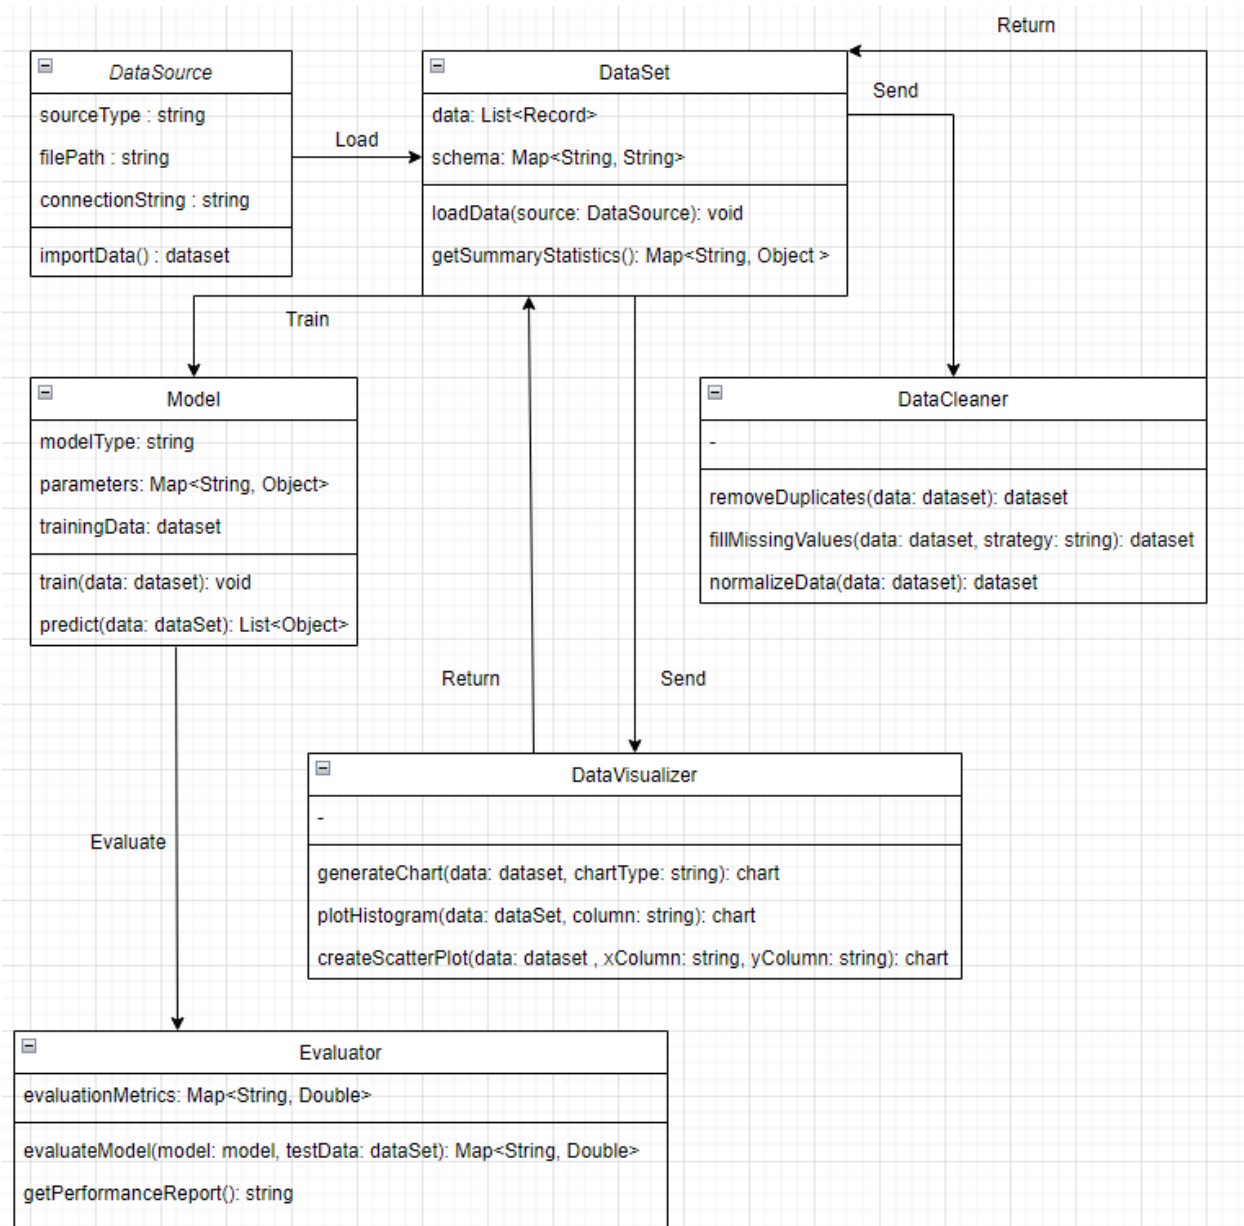 Return
DataSource
sourceType : string
filePath : string
connectionString : string
importData() : dataset
Load
DataSet
data: List<Record>
schema: Map<String, String>
loadData(source: DataSource): void
getSummaryStatistics(): Map<String, Object >
Send
Train
Model
modelType: string
parameters: Map<String, Object>
trainingData: dataset
train(data: dataset): void
predict(data: dataSet): List<Object>
DataCleaner
-
removeDuplicates(data: dataset): dataset
fillMissingValues(data: dataset, strategy: string): dataset
normalizeData(data: dataset): dataset
Return
Send
DataVisualizer
-
generateChart(data: dataset, chartType: string): chart
plotHistogram(data: dataSet, column: string): chart
createScatterPlot(data: dataset , xColumn: string, yColumn: string): chart
Evaluate
Evaluator
evaluationMetrics: Map<String, Double>
evaluateModel(model: model, testData: dataSet): Map<String, Double>
getPerformanceReport(): string